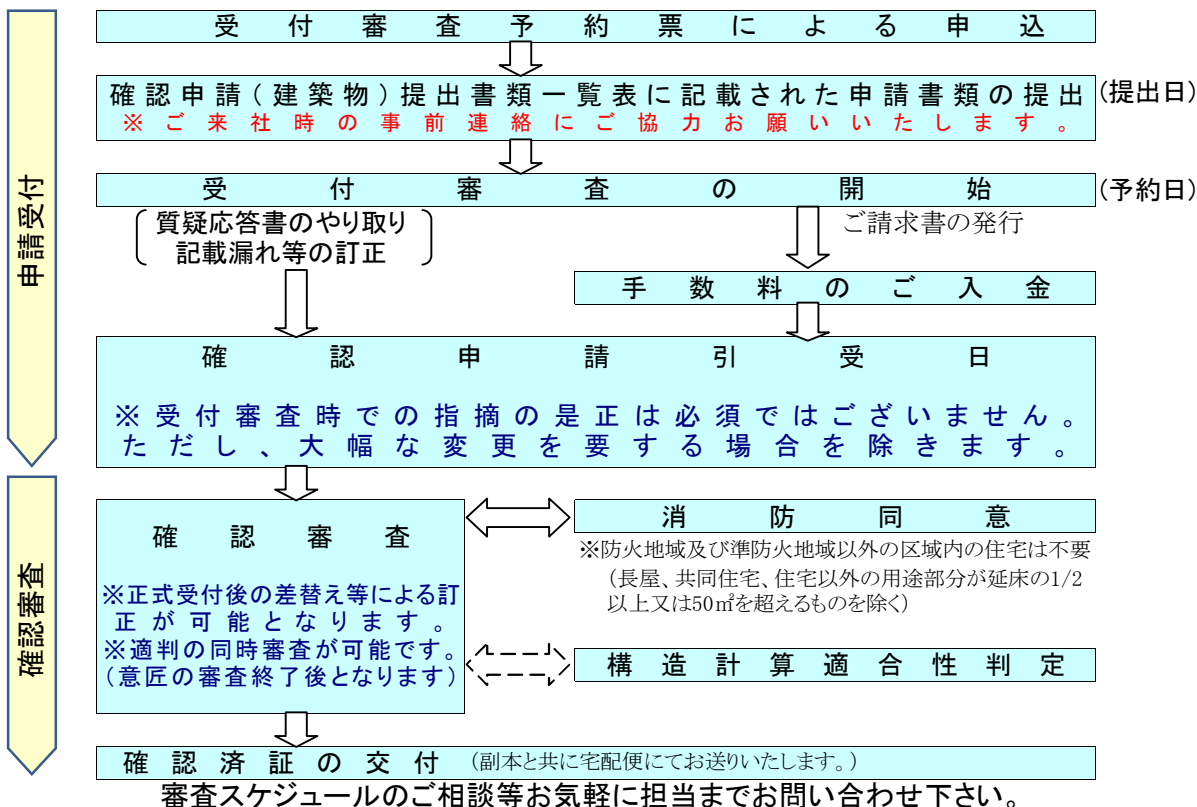 受付審査予約票による申込
確認申請(建築物)提出書類一覧表に記載された申請書類の提出
(提出日)
※ご来社時の事前連絡にご協力お願いいたします。
申請受付
受付審査の開始
(予約日)
質疑応答書のやり取り
記載漏れ等の訂正
ご請求書の発行
手数料のご入金
確認申請引受日
※受付審査時での指摘の是正は必須ではございません。
ただし、大幅な変更を要する場合を除きます。
確認審査
確認審査
※正式受付後の差替え等による訂
正が可能となります。
※適判の同時審査が可能です。
(意匠の審査終了後となります)
消防同意
※防火地域及び準防火地域以外の区域内の住宅は不要
(長屋、共同住宅、住宅以外の用途部分が延床の1/2
以上又は50㎡を超えるものを除く)
構造計算適合性判定
確認済証の交付 (副本と共に宅配便にてお送りいたします。)
審査スケジュールのご相談等お気軽に担当までお問い合わせ下さい。